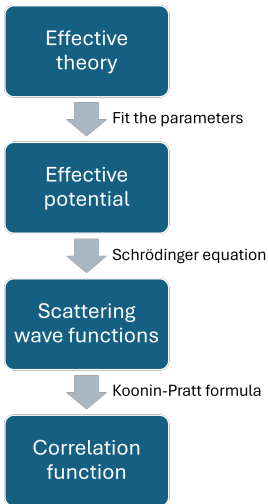 Effective
theory
Fit the parameters
Effective
potential
Schrödinger equation
Scattering
wave functions
Koonin-Pratt formula
Correlation
function